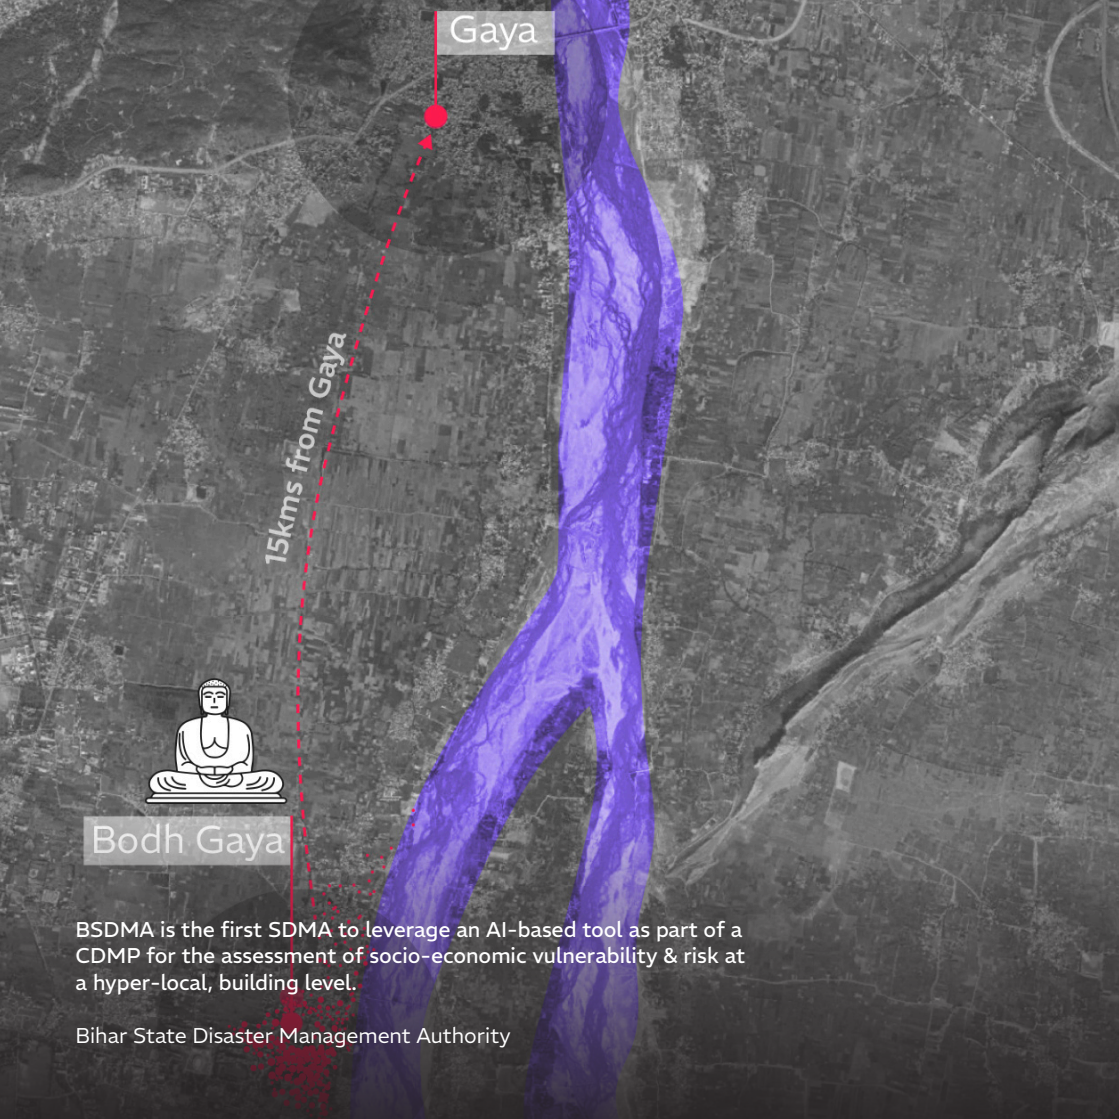 Gaya
15kms from Gaya
Bodh Gaya
BSDMA is the first SDMA to leverage an AI-based tool as part of a
CDMP for the assessment of socio-economic vulnerability & risk at
a hyper-local, building level.
Bihar State Disaster Management Authority